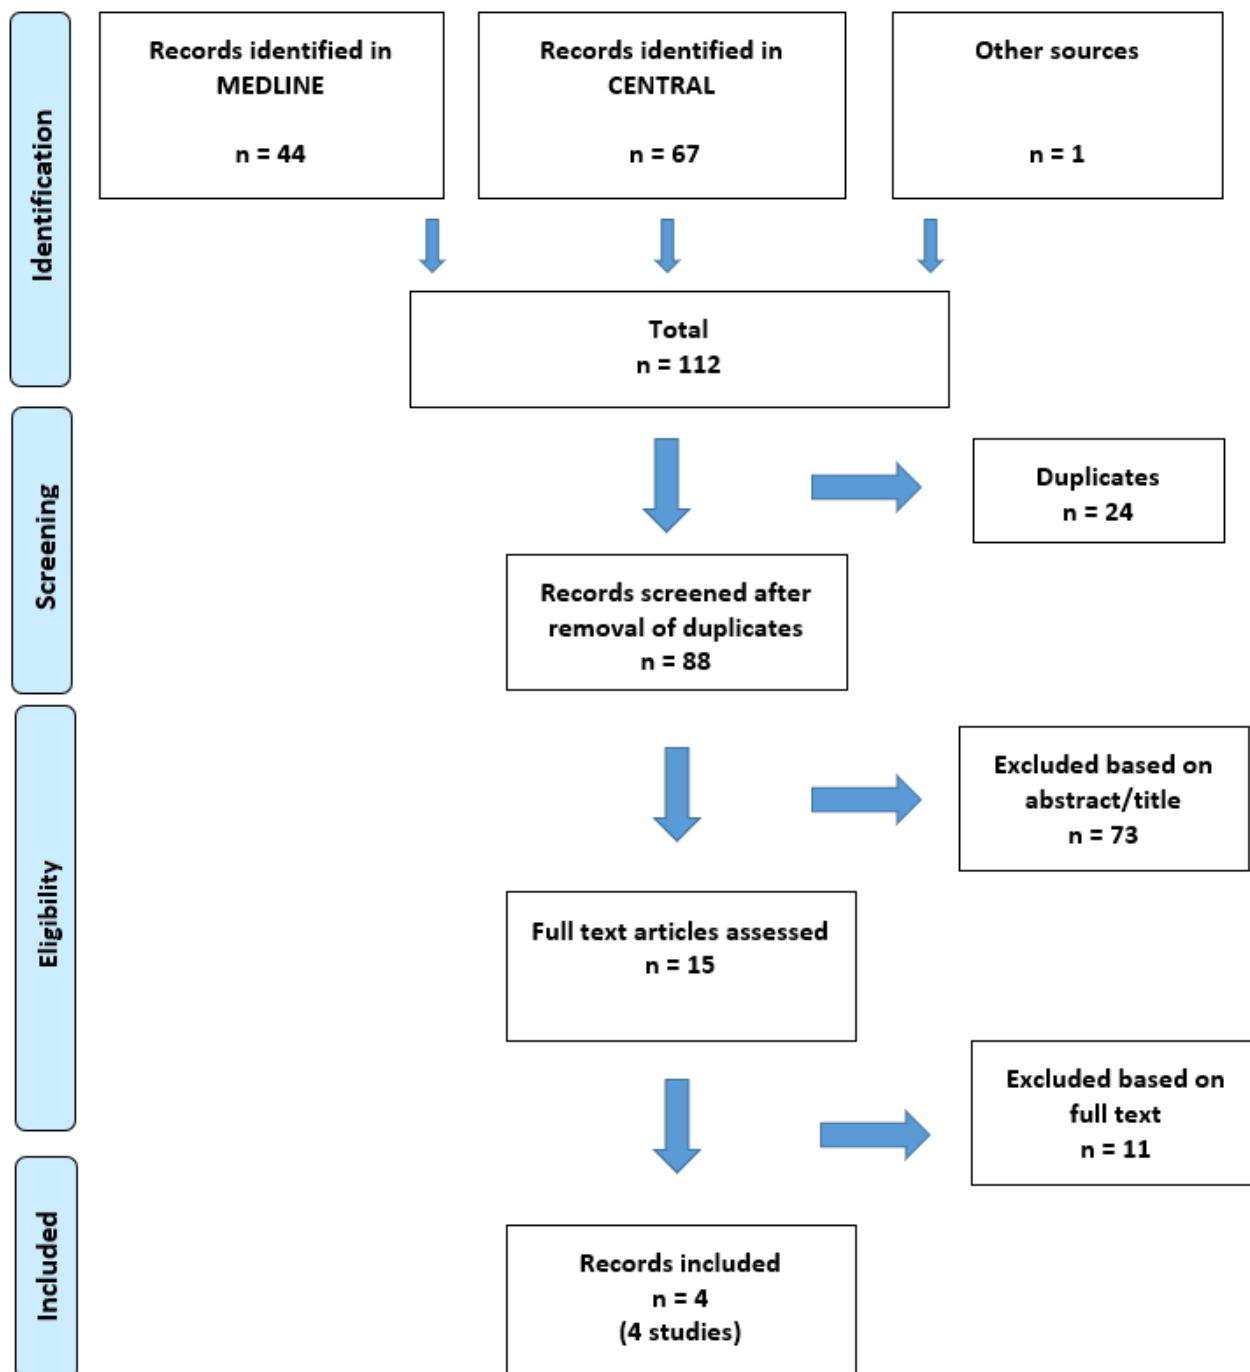 Identification
Records identified in
MEDLINE
n = 44
Records identified in
CENTRAL
n = 67
Other sources
n = 1
Total
n = 112
Screening
Duplicates
n = 24
Records screened after
removal of duplicates
n = 88
Eligibility
Excluded based on
abstract/title
n = 73
Full text articles assessed
n = 15
Excluded based on
full text
n = 11
Included
Records included
n = 4
(4 studies)